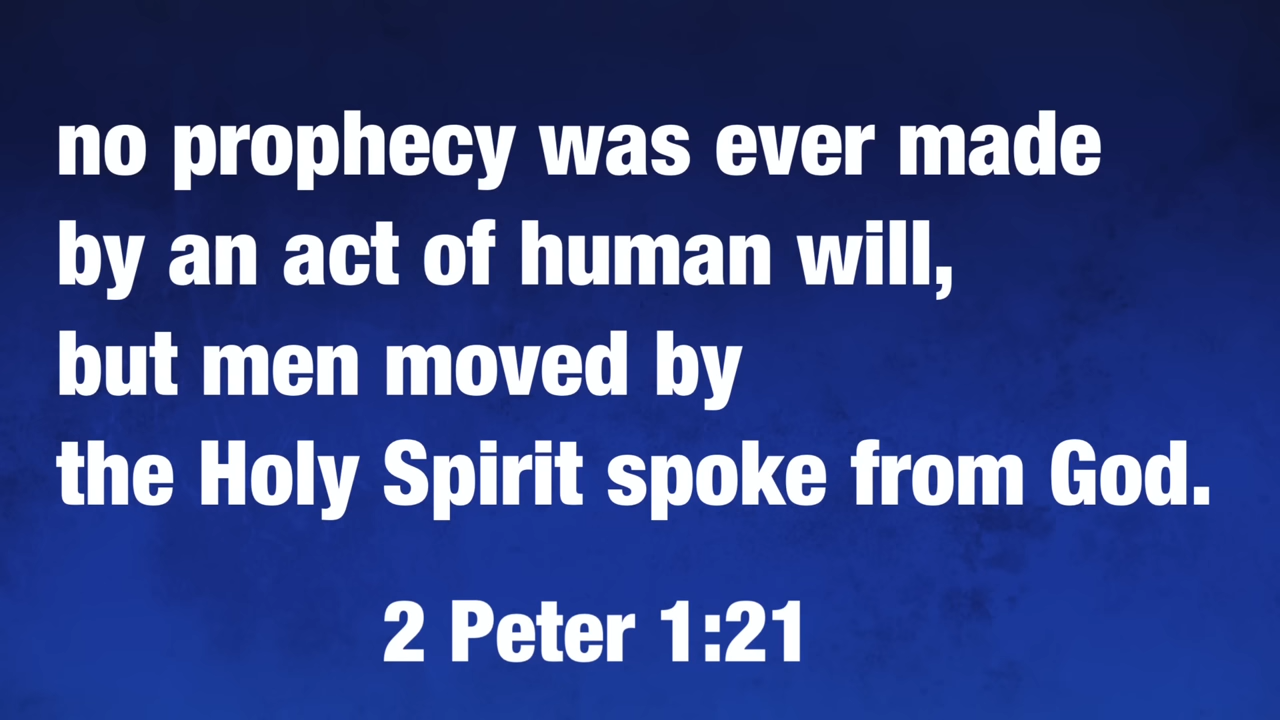 no prophecy was ever made
by an act of human will,
but men moved by
the Holy Spirit spoke from God.
2 Peter 1:21